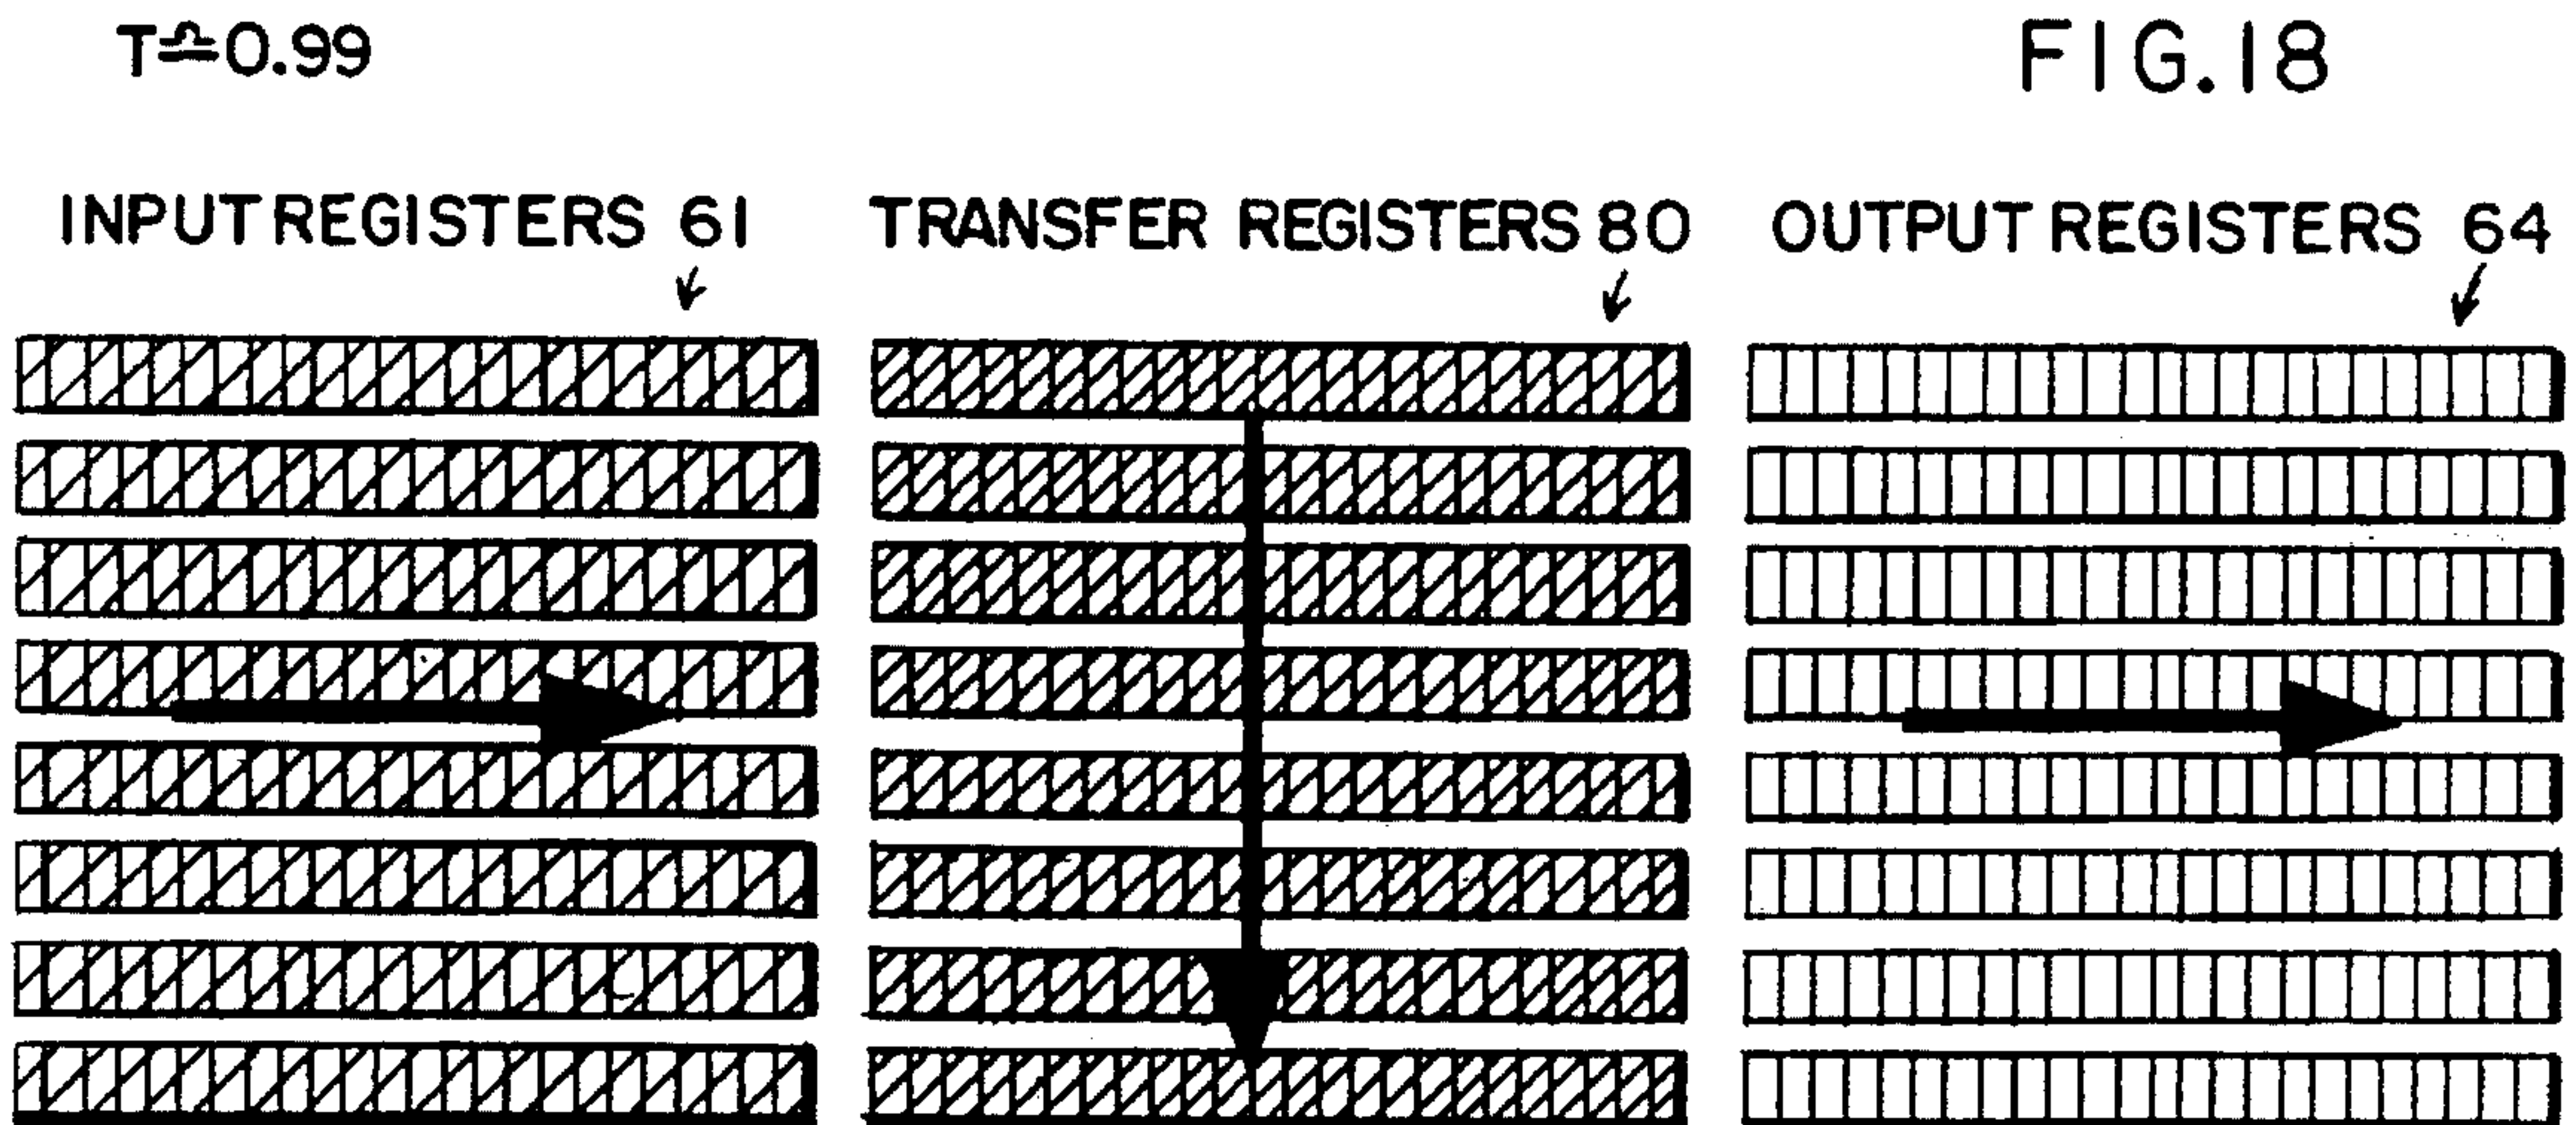 T≏0.99
FIG.18
INPUT REGISTERS 61
TRANSFER REGISTERS 80
OUTPUT REGISTERS 64